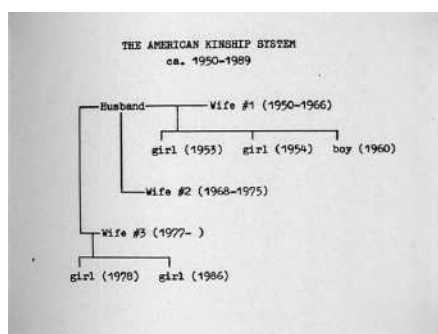 THE AMERICAN KINSHIP SYSTEM
ca. 1950-1989
Husband Wife #1 (1950-1966)
girl (1953) girl (1954) boy (1960)
Wife #2 (1968-1975)
Wife #3 (1977- )
girl (1978) girl (1986)